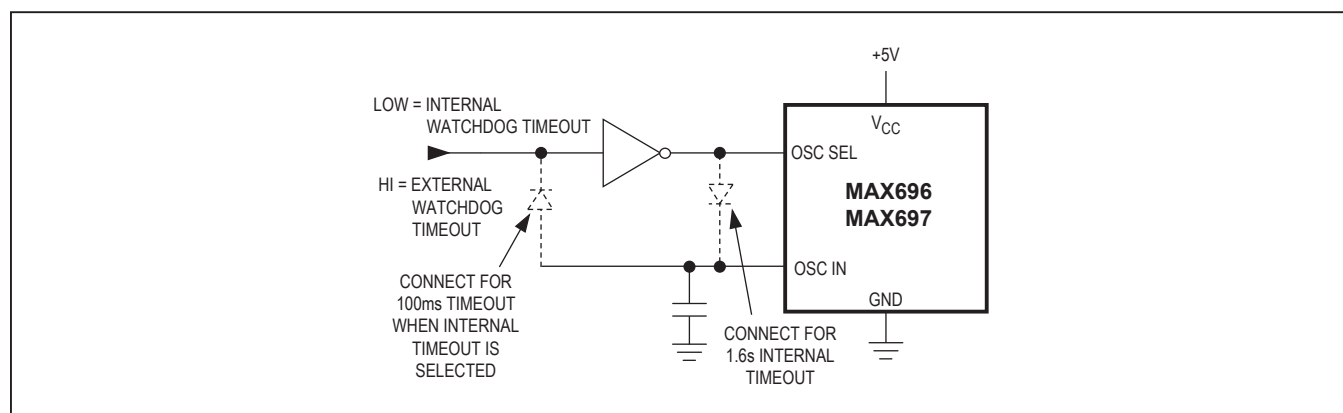 +5V
LOW = INTERNAL
WATCHDOG TIMEOUT
VCC
OSC SEL
HI = EXTERNAL
WATCHDOG
TIMEOUT
MAX696
MAX697
OSC IN
CONNECT FOR
100ms TIMEOUT
WHEN INTERNAL
TIMEOUT IS
SELECTED
GND
CONNECT FOR
1.6s INTERNAL
TIMEOUT